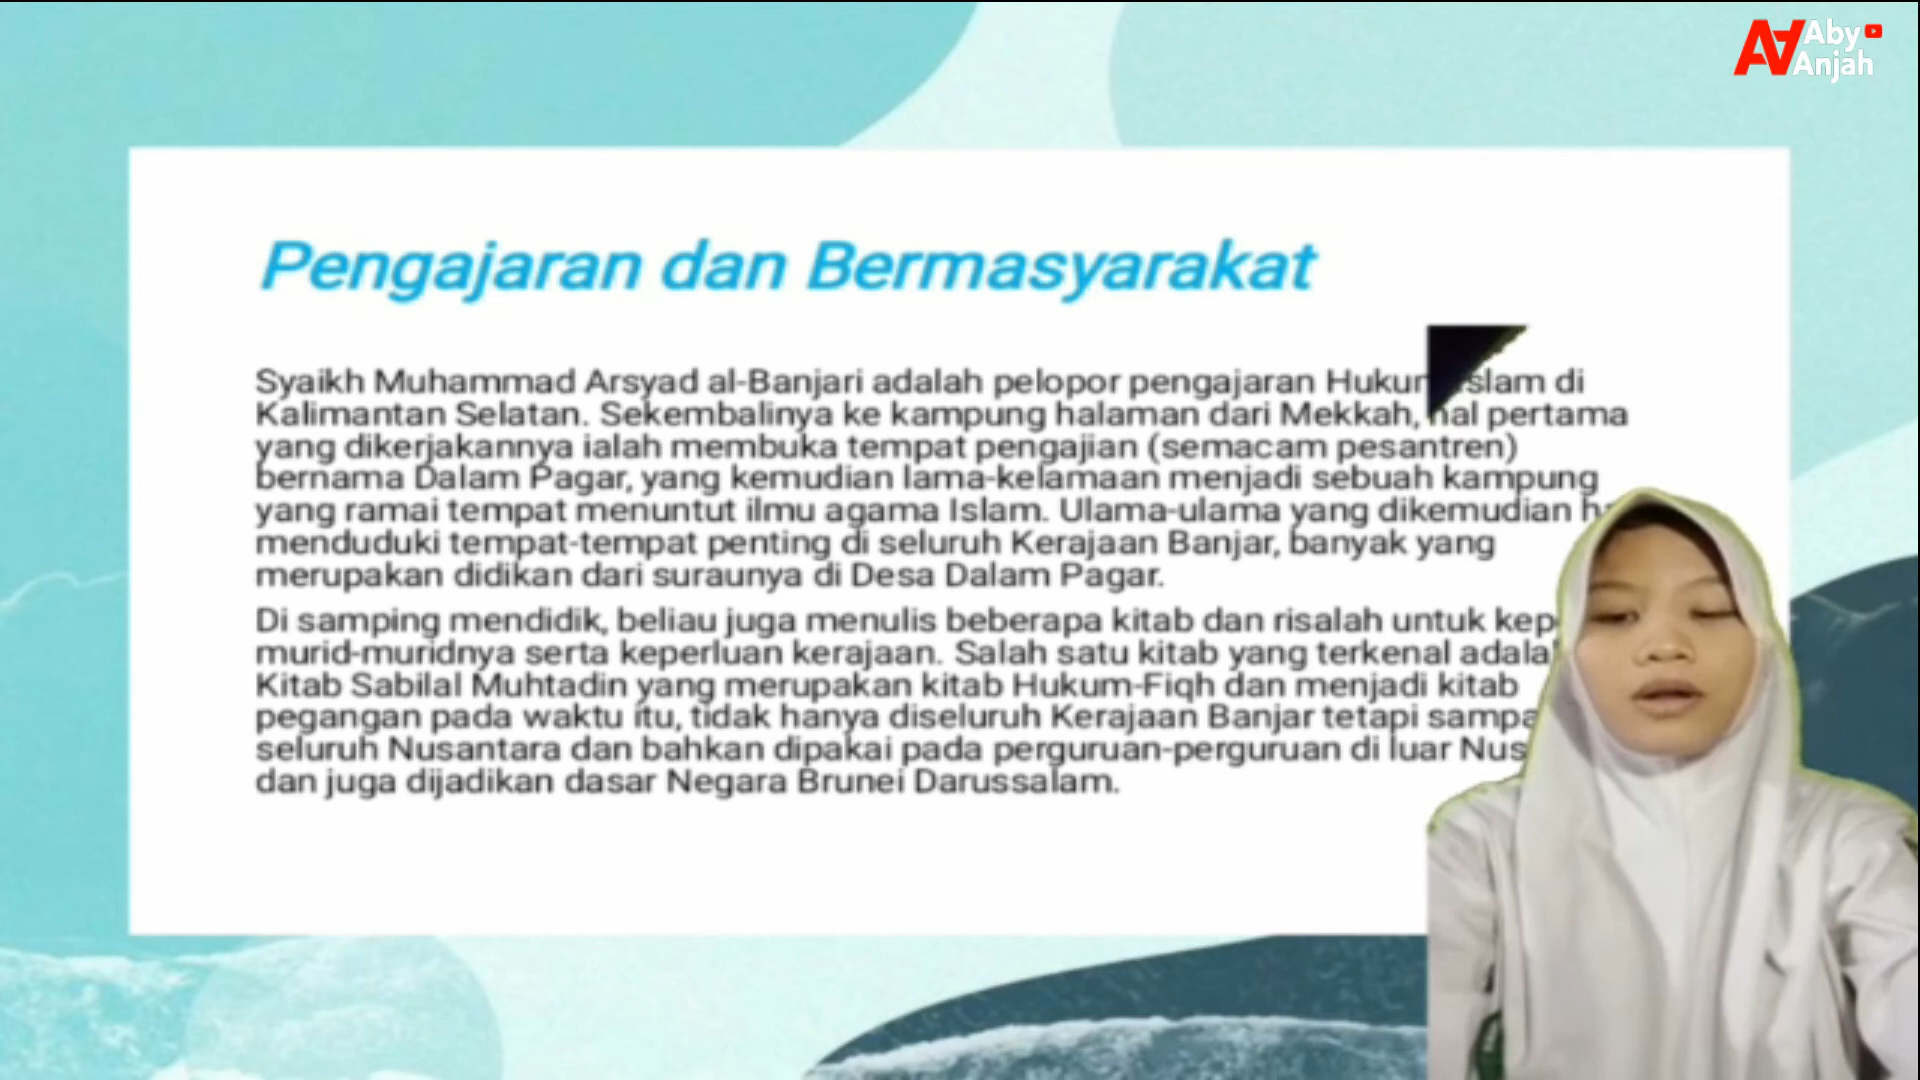 Aby
Anjah
Pengajaran dan Bermasyarakat
Syaikh Muhammad Arsyad al-Banjari adalah pelopor pengajaran Hukum Islam di
Kalimantan Selatan. Sekembalinya ke kampung halaman dari Mekkah, hal pertama
yang dikerjakannya ialah membuka tempat pengajian (semacam pesantren)
bernama Dalam Pagar, yang kemudian lama-kelamaan menjadi sebuah kampung
yang ramai tempat menuntut ilmu agama Islam. Ulama-ulama yang dikemudian
menduduki tempat-tempat penting di seluruh Kerajaan Banjar, banyak yang
merupakan didikan dari suraunya di Desa Dalam Pagar.
Di samping mendidik, beliau juga menulis beberapa kitab dan risalah untuk
murid-muridnya serta keperluan kerajaan. Salah satu kitab yang terkenal
Kitab Sabilal Muhtadin yang merupakan kitab Hukum-Fiqh dan menjadi kitab
pegangan pada waktu itu, tidak hanya diseluruh Kerajaan Banjar tetapi
seluruh Nusantara dan bahkan dipakai pada perguruan-perguruan di luar
dan juga dijadikan dasar Negara Brunei Darussalam.